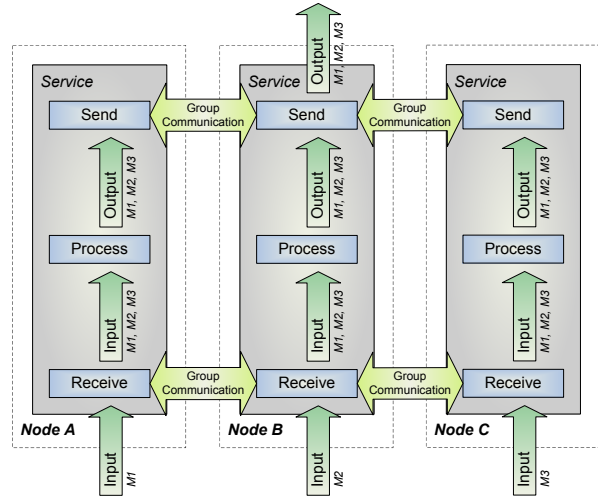 Output
M1, M2, M3
Service
Service
Service
Send
Group
Communication
Send
Group
Communication
Send
Output
M1, M2, M3
Output
M1, M2, M3
Output
M1, M2, M3
Process
Process
Process
Input
M1, M2, M3
Input
M1, M2, M3
Input
M1, M2, M3
Receive
Group
Communication
Receive
Group
Communication
Receive
Node A
Node B
Node C
Input
M1
Input
M2
Input
M3